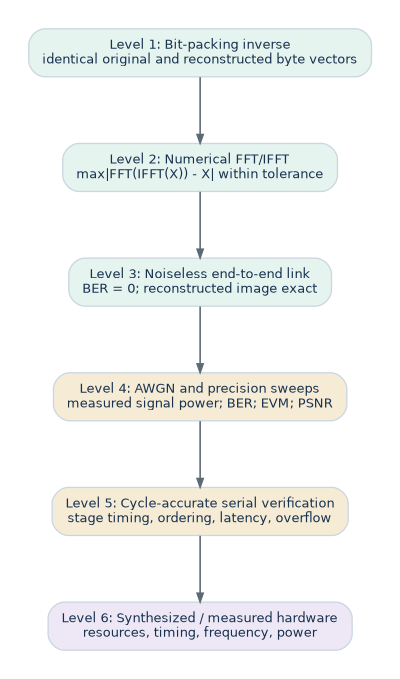 Level 1: Bit-packing inverse
identical original and reconstructed byte vectors
Level 2: Numerical FFT/IFFT
max|FFT(IFFT(X)) - X| within tolerance
Level 3: Noiseless end-to-end link
BER = 0; reconstructed image exact
Level 4: AWGN and precision sweeps
measured signal power; BER; EVM; PSNR
Level 5: Cycle-accurate serial verification
stage timing, ordering, latency, overflow
Level 6: Synthesized / measured hardware
resources, timing, frequency, power